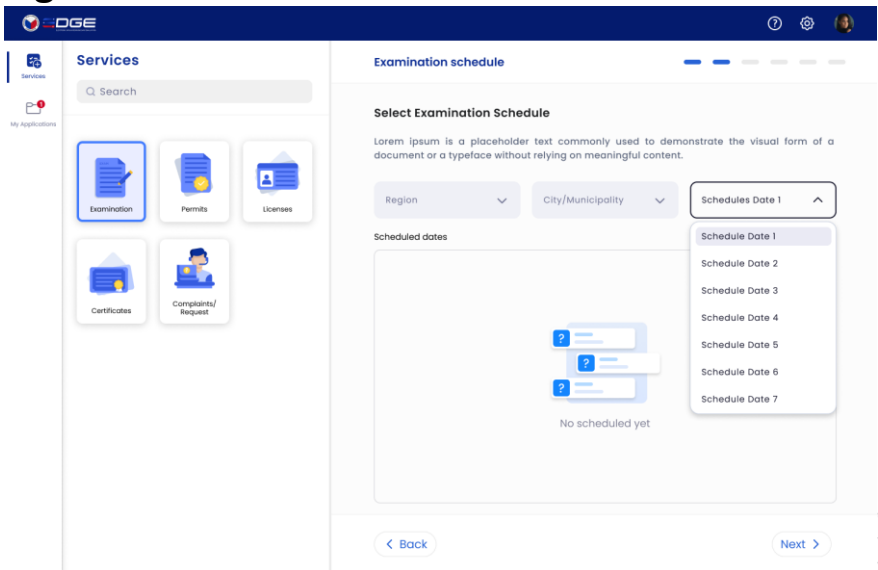 EDGE
Services
1
My Applications
Services
Search
Examination
Permits
Licenses
Certificates
Complaints/
Request
Examination schedule
Select Examination Schedule
Lorem ipsum is a placeholder text commonly used to demonstrate the visual form of a
document or a typeface without relying on meaningful content.
Region
City/Municipality
Schedules Date 1
Scheduled dates
Schedule Date 1
Schedule Date 2
Schedule Date 3
Schedule Date 4
Schedule Date 5
Schedule Date 6
Schedule Date 7
?
?
?
No scheduled yet
Back
Next